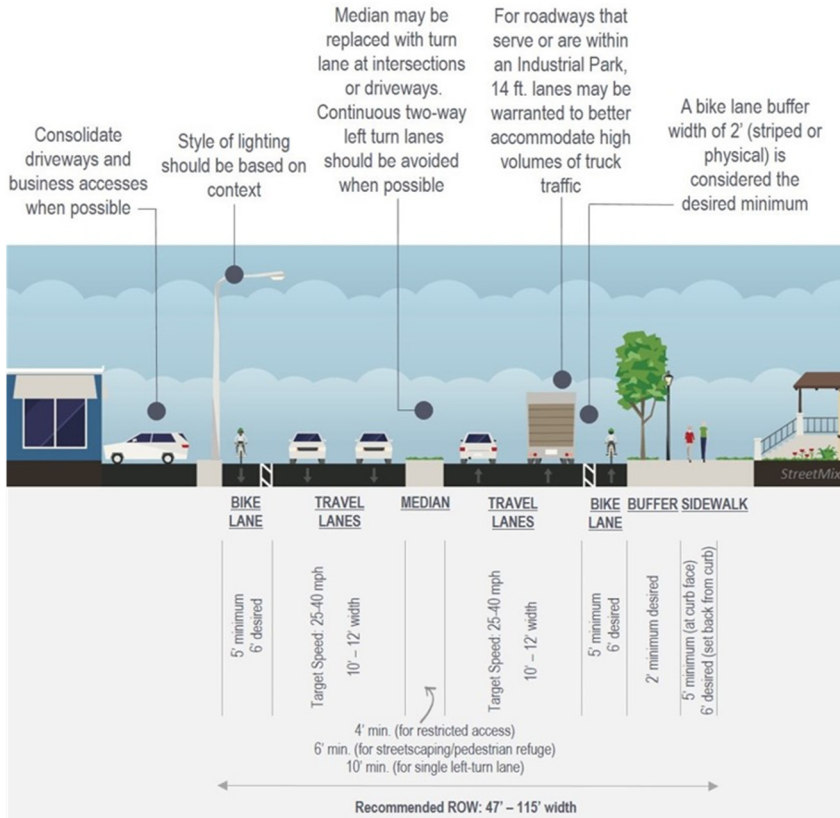 Consolidate
driveways and
business accesses
when possible
Style of lighting
should be based on
context
Median may be
replaced with turn
lane at intersections
or driveways.
Continuous two-way
left turn lanes
should be avoided
when possible
For roadways that
serve or are within
an Industrial Park,
14 ft. lanes may be
warranted to better
accommodate high
volumes of truck
traffic
A bike lane buffer
width of 2' (striped or
physical) is
considered the
desired minimum
StreetMix
BIKE
LANE
TRAVEL
LANES
MEDIAN
TRAVEL
LANES
BIKE
LANE
BUFFER
SIDEWALK
5' minimum
6' desired
Target Speed: 25-40 mph
10' – 12' width
Target Speed: 25-40 mph
10' – 12' width
5' minimum
6' desired
2' minimum desired
5' minimum (at curb face)
6' desired (set back from curb)
4' min. (for restricted access)
6' min. (for streetscaping/pedestrian refuge)
10' min. (for single left-turn lane)
Recommended ROW: 47' – 115' width